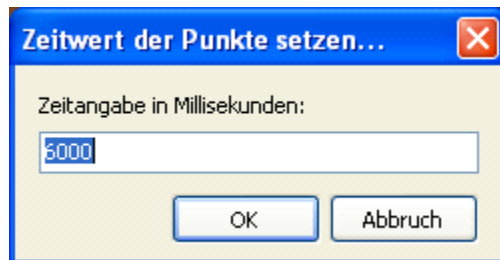 Zeitwert der Punkte setzen...
Zeitangabe in Millisekunden:
6000
OK
Abbruch